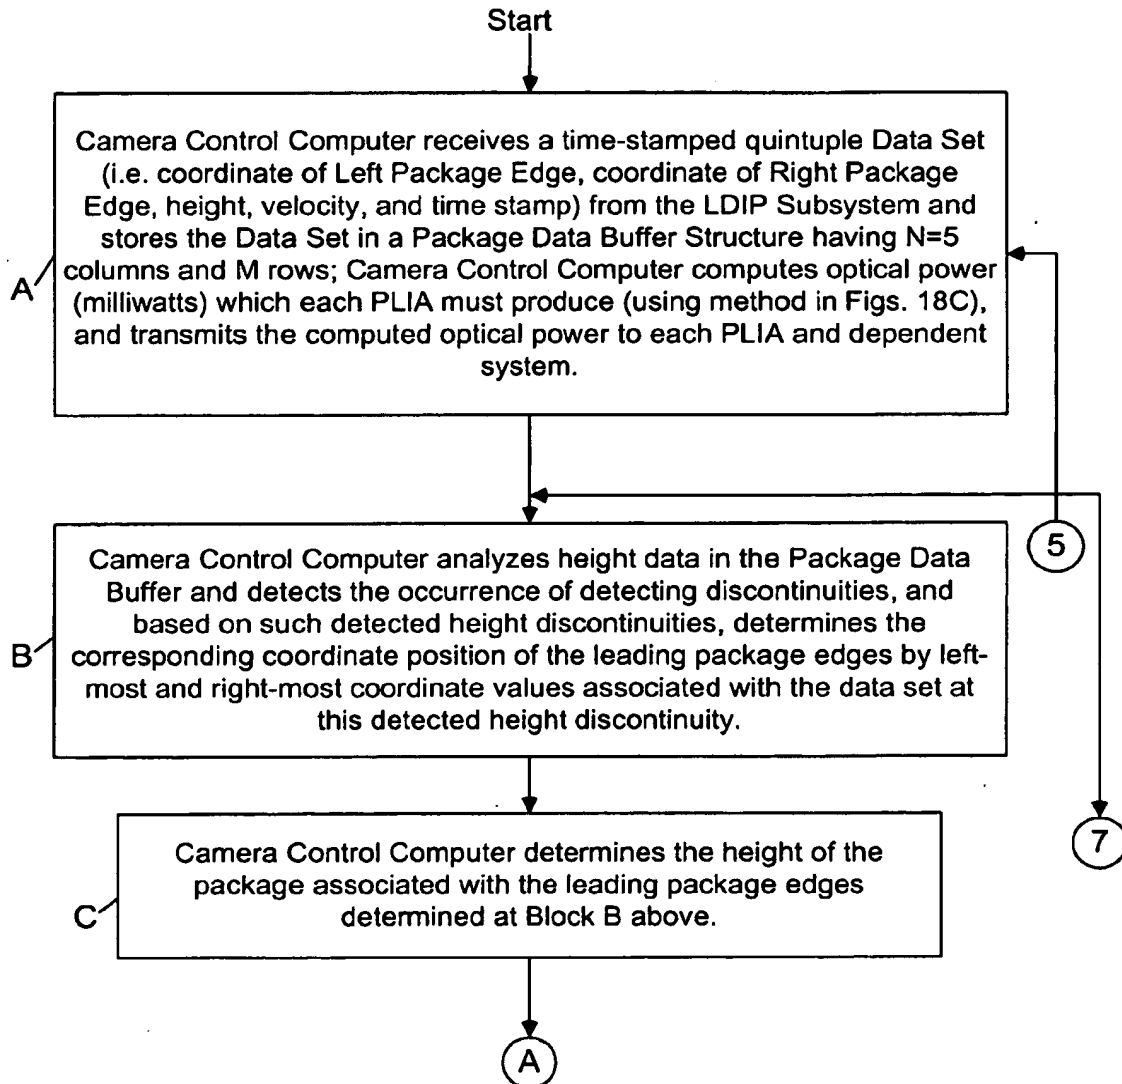 Start
Camera Control Computer receives a time-stamped quintuple Data Set
(i.e. coordinate of Left Package Edge, coordinate of Right Package
Edge, height, velocity, and time stamp) from the LDIP Subsystem and
stores the Data Set in a Package Data Buffer Structure having N=5
columns and M rows; Camera Control Computer computes optical power
(milliwatts) which each PLIA must produce (using method in Figs. 18C),
and transmits the computed optical power to each PLIA and dependent
system.
A
5
Camera Control Computer analyzes height data in the Package Data
Buffer and detects the occurrence of detecting discontinuities, and
based on such detected height discontinuities, determines the
corresponding coordinate position of the leading package edges by left-
most and right-most coordinate values associated with the data set at
this detected height discontinuity.
B
7
Camera Control Computer determines the height of the
package associated with the leading package edges
determined at Block B above.
C
A